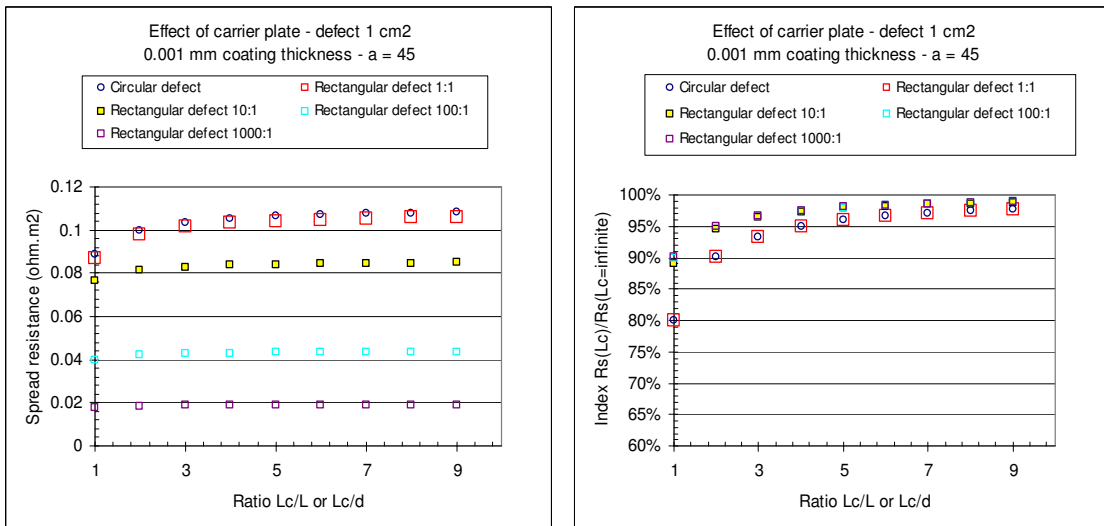 Effect of carrier plate - defect 1 cm2
0.001 mm coating thickness - a = 45
Circular defect
Rectangular defect 1:1
Rectangular defect 10:1
Rectangular defect 100:1
Rectangular defect 1000:1
Spread resistance (ohm.m2)
0.12
0.1
0.08
0.06
0.04
0.02
0
1 3 5 7 9
Ratio Lc/L or Lc/d
Effect of carrier plate - defect 1 cm2
0.001 mm coating thickness - a = 45
Circular defect
Rectangular defect 1:1
Rectangular defect 10:1
Rectangular defect 100:1
Rectangular defect 1000:1
Index Rs(Lc)/Rs(Lc=infinite)
100%
95%
90%
85%
80%
75%
70%
65%
60%
1 3 5 7 9
Ratio Lc/L or Lc/d